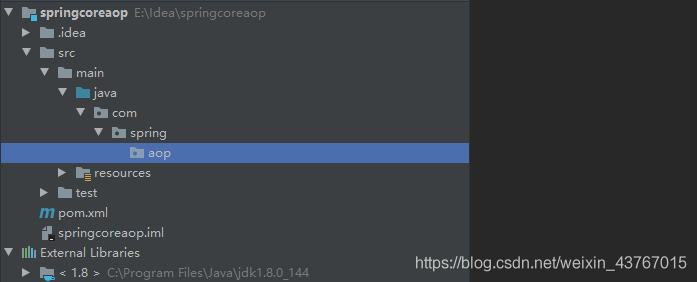 springcoreaop E:\Idea\springcoreaop
.idea
src
main
java
com
spring
aop
resources
test
m pom.xml
springcoreaop.iml
External Libraries
< 1.8 > C:\Program Files\Java\jdk1.8.0_144
https://blog.csdn.net/weixin_43767015